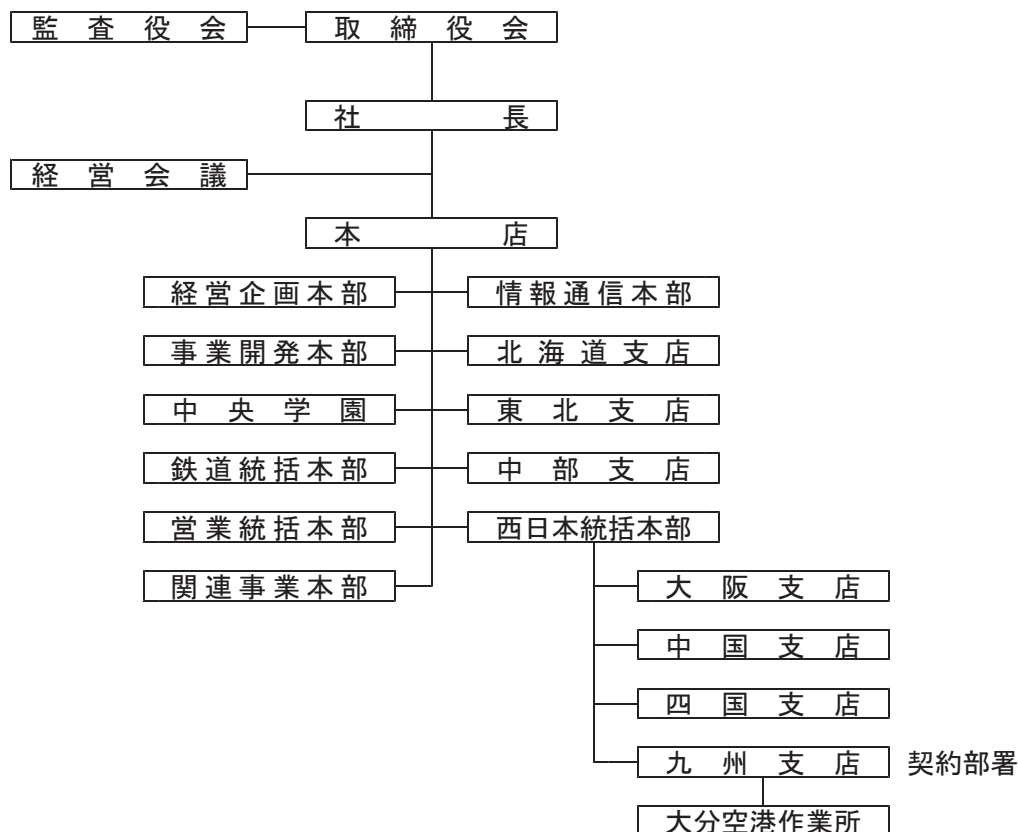 監査役会
取締役会
社長
経営会議
本店
経営企画本部
情報通信本部
事業開発本部
北海道支店
中央学園
東北支店
鉄道統括本部
中部支店
営業統括本部
西日本統括本部
関連事業本部
大阪支店
中国支店
四国支店
九州支店
契約部署
大分空港作業所